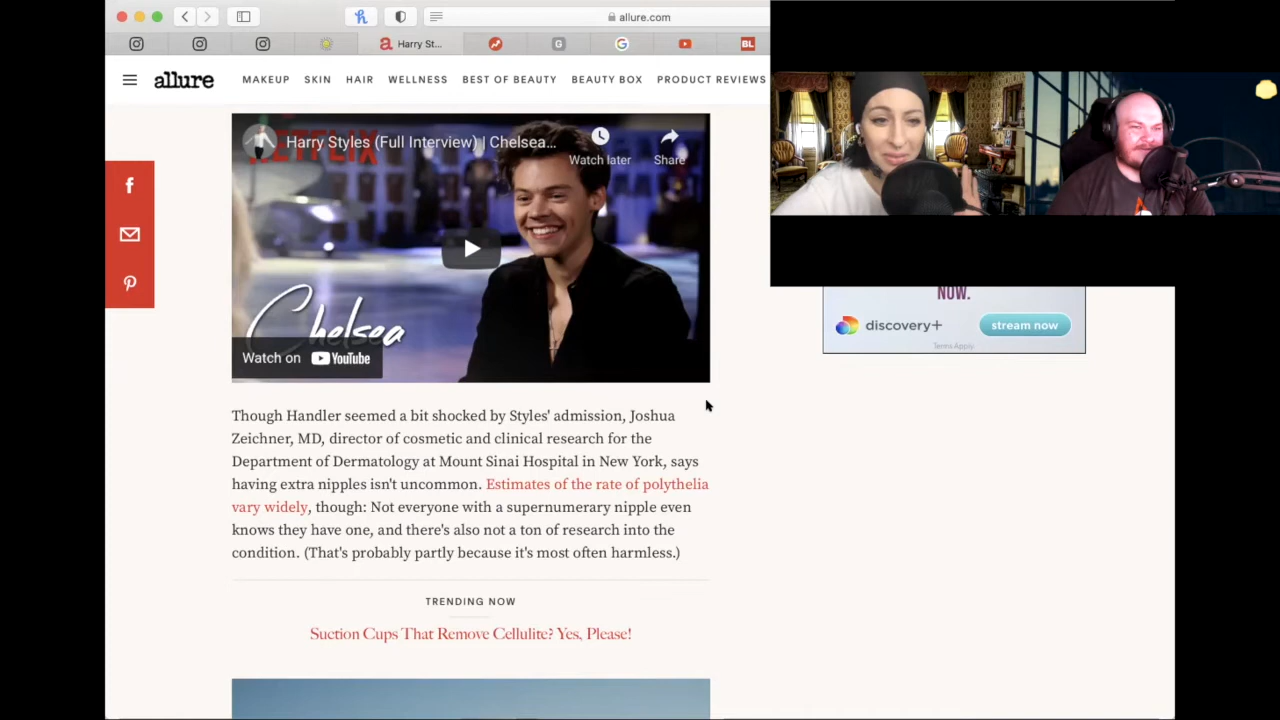 allure.com
Harry St...
G
BL
allure
MAKEUP SKIN HAIR WELLNESS BEST OF BEAUTY BEAUTY BOX PRODUCT REVIEWS
NETFLIX
Harry Styles (Full Interview) | Chelsea...
Watch later
Share
Chelsea
Watch on YouTube
NOW.
discovery+
stream now
Terms Apply.
Though Handler seemed a bit shocked by Styles' admission, Joshua
Zeichner, MD, director of cosmetic and clinical research for the
Department of Dermatology at Mount Sinai Hospital in New York, says
having extra nipples isn't uncommon. Estimates of the rate of polythelia
vary widely, though: Not everyone with a supernumerary nipple even
knows they have one, and there's also not a ton of research into the
condition. (That's probably partly because it's most often harmless.)
TRENDING NOW
Suction Cups That Remove Cellulite? Yes, Please!